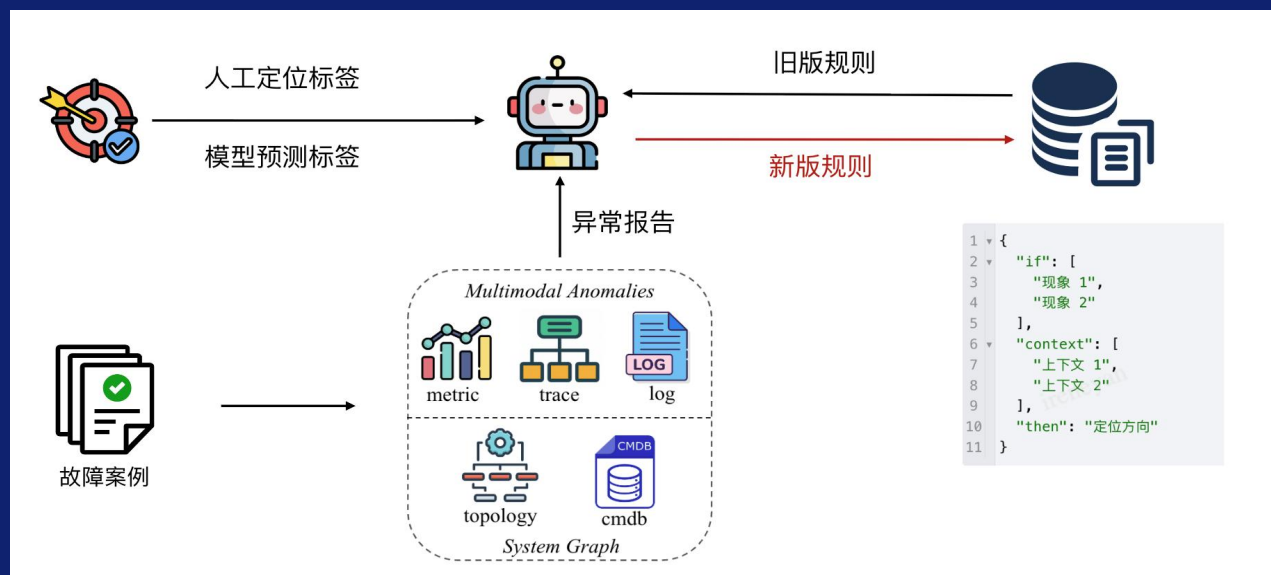 人工定位标签
模型预测标签
旧版规则
新版规则
异常报告
Multimodal Anomalies
metric
trace
LOG
log
CMDB
topology
cmdb
System Graph
故障案例
1 {
2 "if": [
3 "现象 1",
4 "现象 2"
5 ],
6 "context": [
7 "上下文 1",
8 "上下文 2"
9 ],
10 "then": "定位方向"
11 }